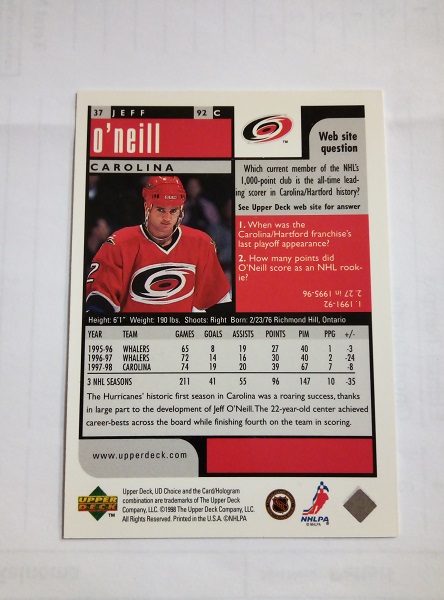 37 JEFF 92 C
o'neill
CAROLINA
Web site
question
Which current member of the NHL's
1,000-point club is the all-time lead-
ing scorer in Carolina/Hartford history?
See Upper Deck web site for answer
1. When was the
Carolina/Hartford franchise's
last playoff appearance?
2. How many points did
O'Neill score as an NHL rook-
ie?
1. 1991-92
2. 27 in 1995-96
Height: 6'1" Weight: 190 lbs. Shoots: Right Born: 2/23/76 Richmond Hill, Ontario
YEAR TEAM GAMES GOALS ASSISTS POINTS PIM PPG +/-
1995-96 WHALERS 65 8 19 27 40 1 -3
1996-97 WHALERS 72 14 16 30 40 2 -24
1997-98 CAROLINA 74 19 20 39 67 7 -8
3 NHL SEASONS 211 41 55 96 147 10 -35
The Hurricanes' historic first season in Carolina was a roaring success, thanks
in large part to the development of Jeff O'Neill. The 22-year-old center achieved
career-bests across the board while finishing fourth on the team in scoring.
www.upperdeck.com
UPPER
DECK
TM
Upper Deck, UD Choice and the Card/Hologram
combination are trademarks of The Upper Deck
Company, LLC. ©1998 The Upper Deck Company, LLC.
All Rights Reserved. Printed in the U.S.A. ©NHLPA
NHL
NHLPA